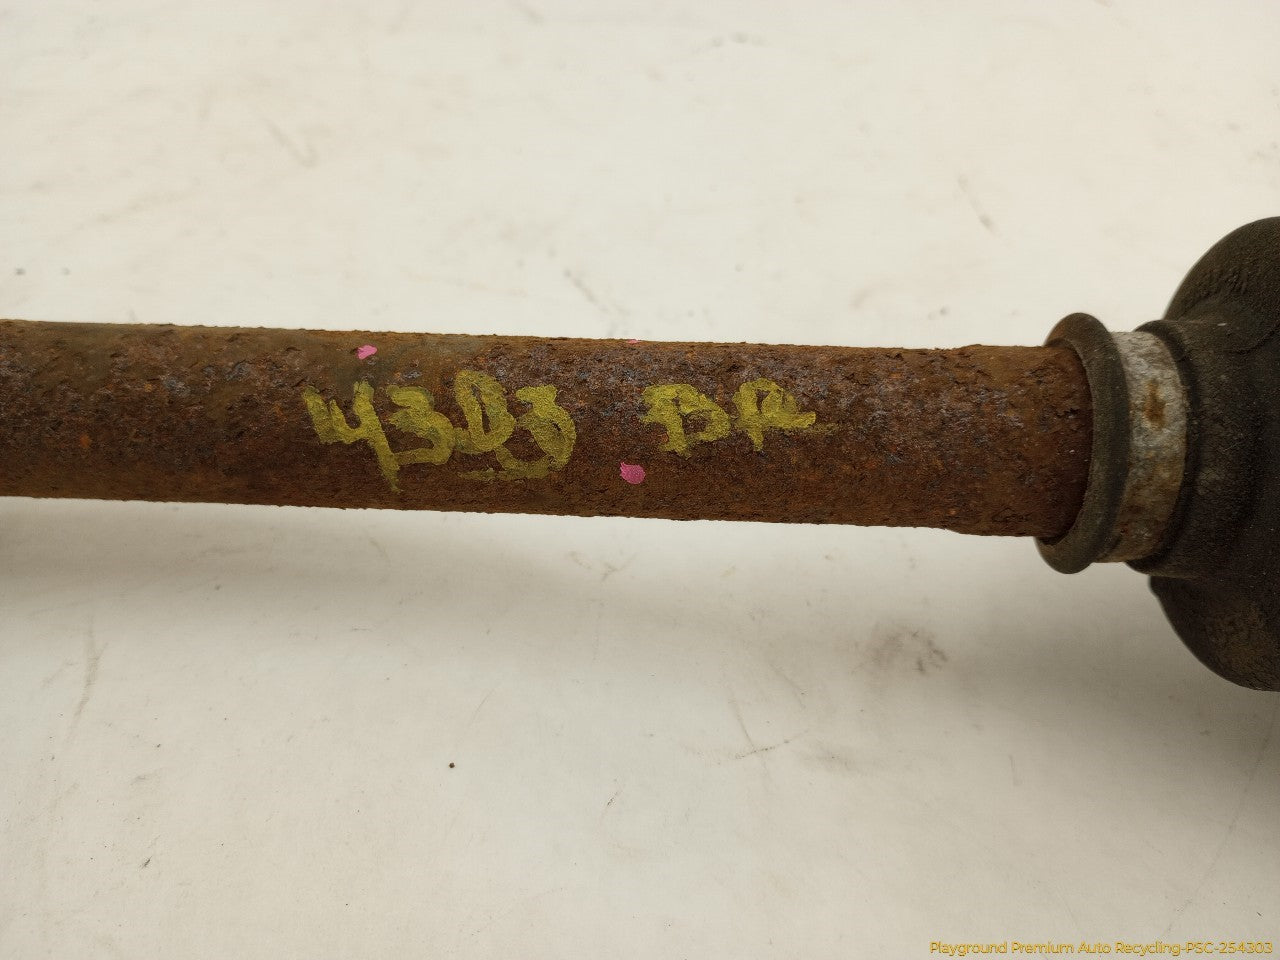 4303 BR
Playground Premium Auto Recycling-PSC-254303